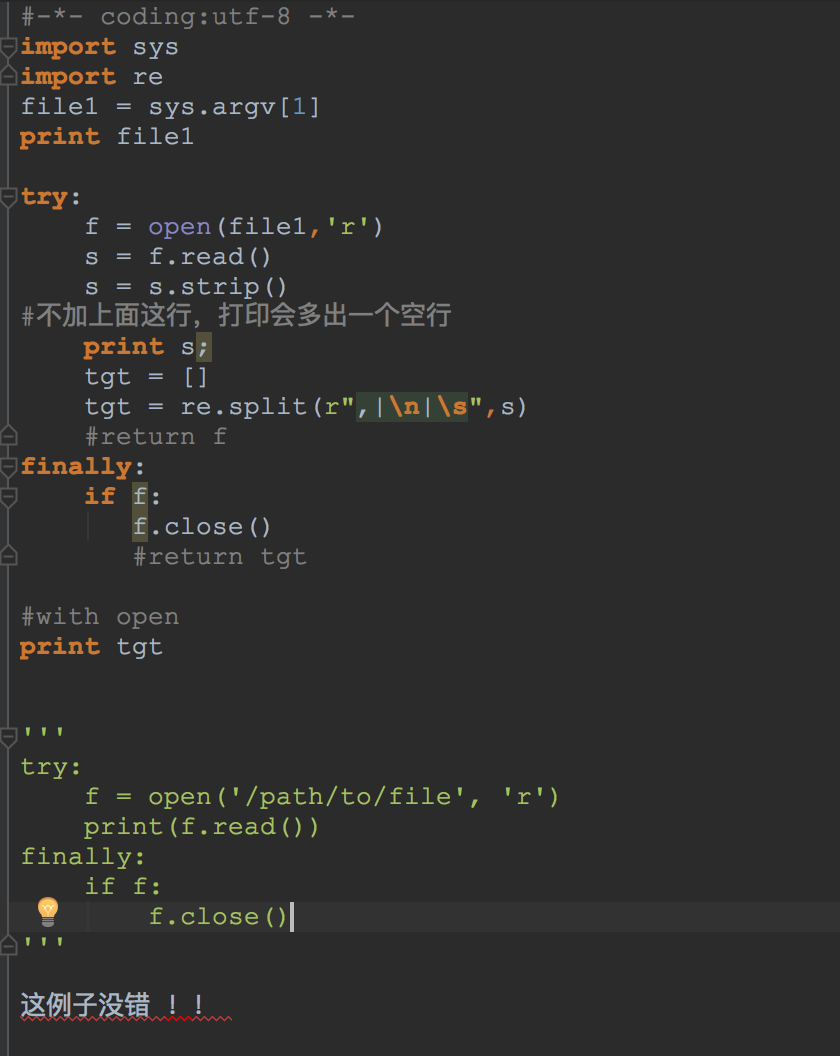 #-*- coding:utf-8 -*-
import sys
import re
file1 = sys.argv[1]
print file1
try:
    f = open(file1,'r')
    s = f.read()
    s = s.strip()
#不加上面这行，打印会多出一个空行
    print s;
    tgt = []
    tgt = re.split(r",|\n|\s",s)
    #return f
finally:
    if f:
       f.close()
       #return tgt
#with open
print tgt
'''
try:
    f = open('/path/to/file', 'r')
    print(f.read())
finally:
    if f:
        f.close()
'''
这例子没错！！